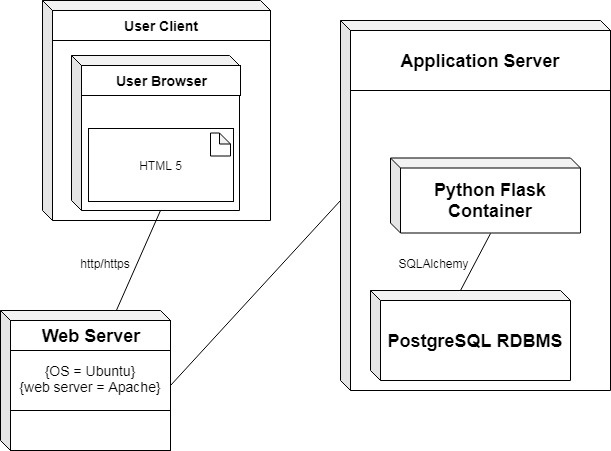 User Client
User Browser
HTML 5
http/https
Web Server
{OS = Ubuntu}
{web server = Apache}
Application Server
Python Flask
Container
SQLAlchemy
PostgreSQL RDBMS